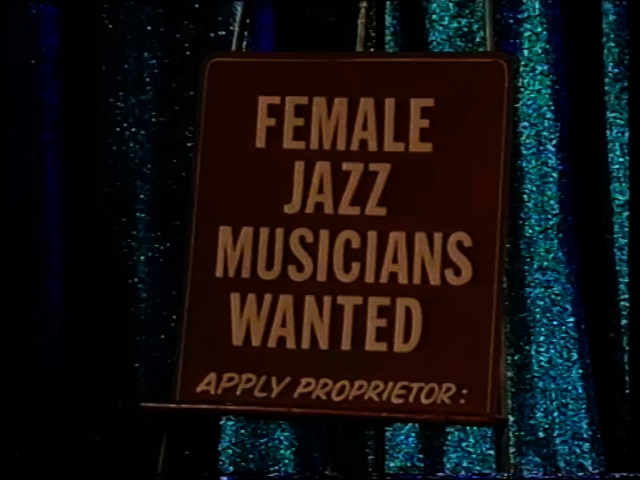 FEMALE
JAZZ
MUSICIANS
WANTED
APPLY PROPRIETOR: